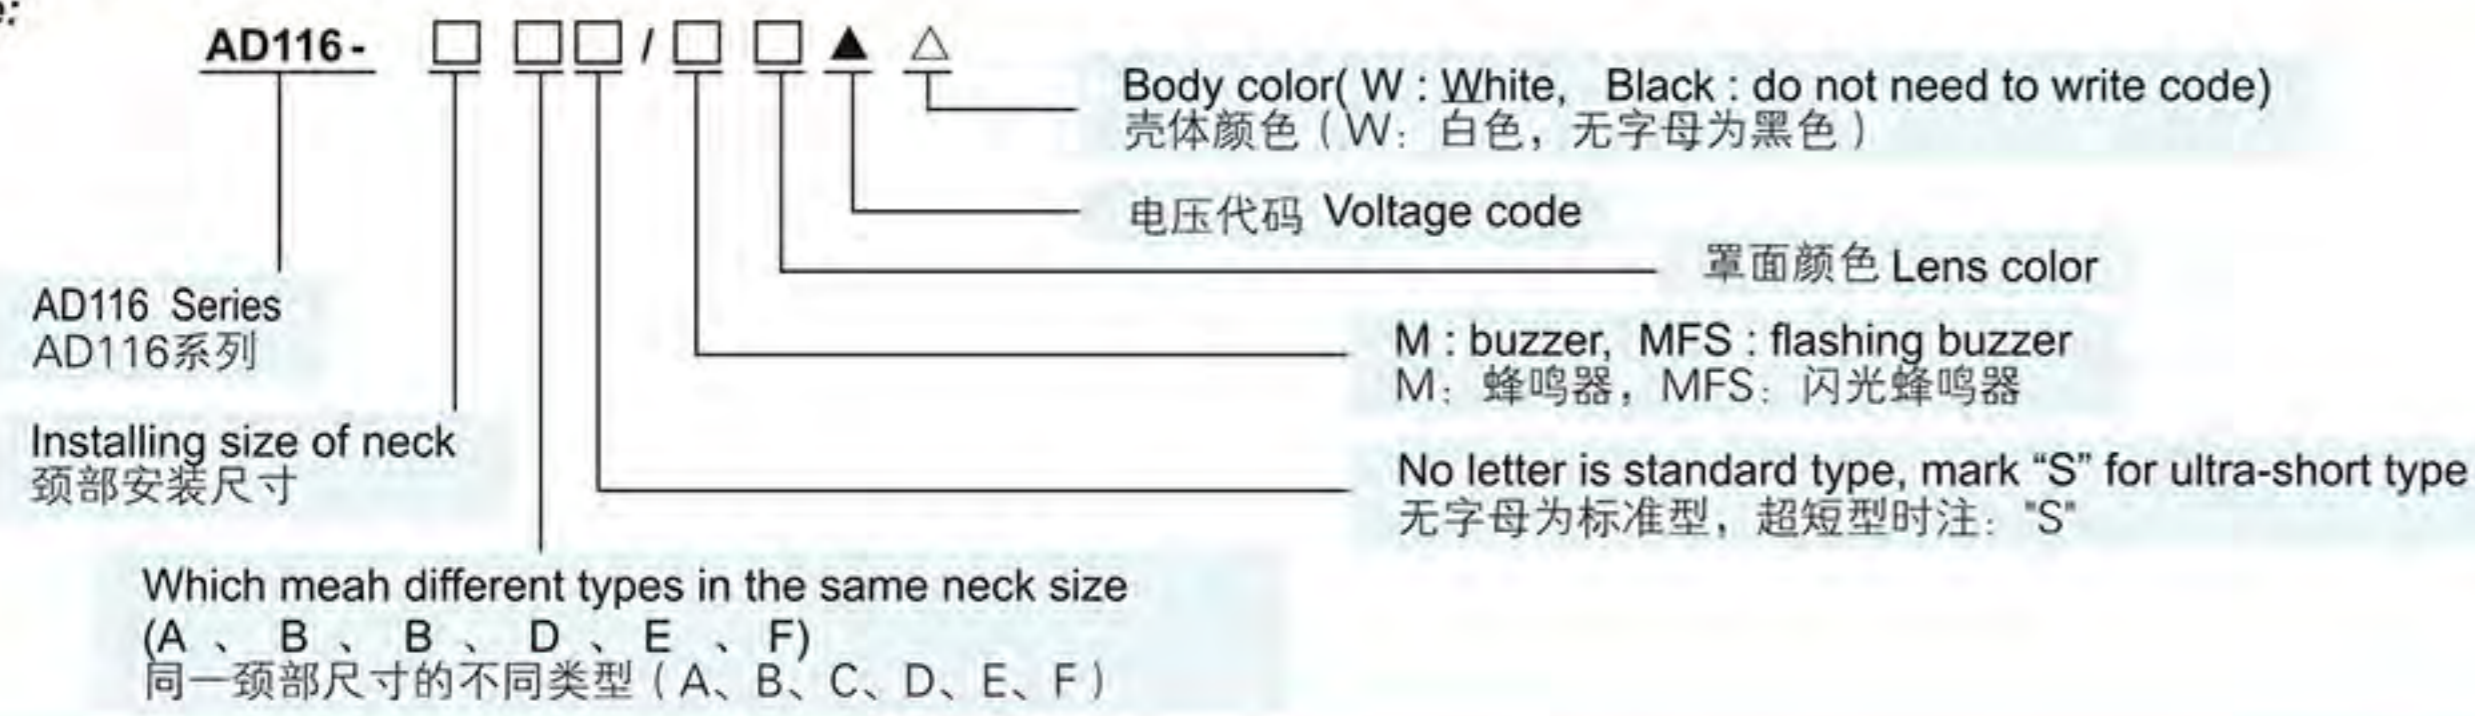 e:
AD116- □ □□ / □ □ ▲ △
Body color( W : White, Black : do not need to write code)
壳体颜色（W：白色，无字母为黑色）
电压代码 Voltage code
罩面颜色 Lens color
AD116 Series
AD116系列
M : buzzer, MFS : flashing buzzer
M：蜂鸣器，MFS：闪光蜂鸣器
Installing size of neck
颈部安装尺寸
No letter is standard type, mark “S” for ultra-short type
无字母为标准型，超短型时注："S"
Which meah different types in the same neck size
(A 、 B 、 B 、 D 、 E 、 F)
同一颈部尺寸的不同类型（A、B、C、D、E、F）